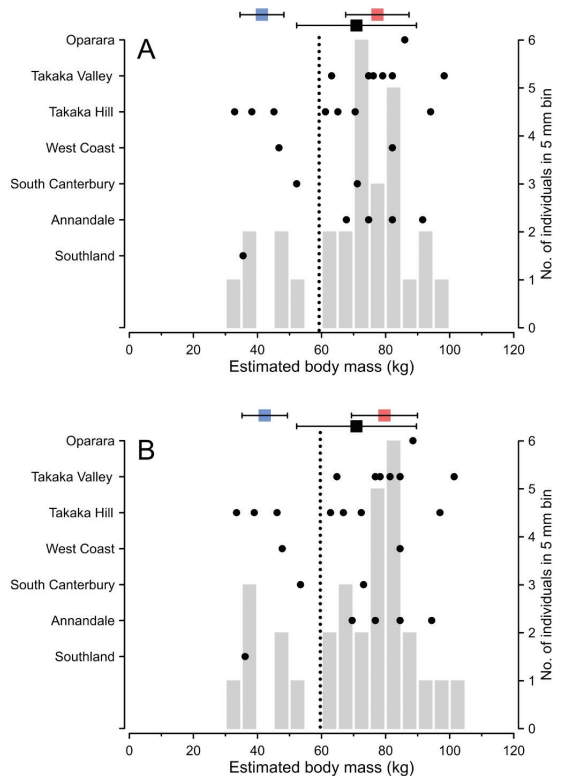 A
Oparara
Takaka Valley
Takaka Hill
West Coast
South Canterbury
Annandale
Southland
6
5
4
3
2
1
0
No. of individuals in 5 mm bin
0 20 40 60 80 100 120
Estimated body mass (kg)
B
Oparara
Takaka Valley
Takaka Hill
West Coast
South Canterbury
Annandale
Southland
6
5
4
3
2
1
0
No. of individuals in 5 mm bin
0 20 40 60 80 100 120
Estimated body mass (kg)